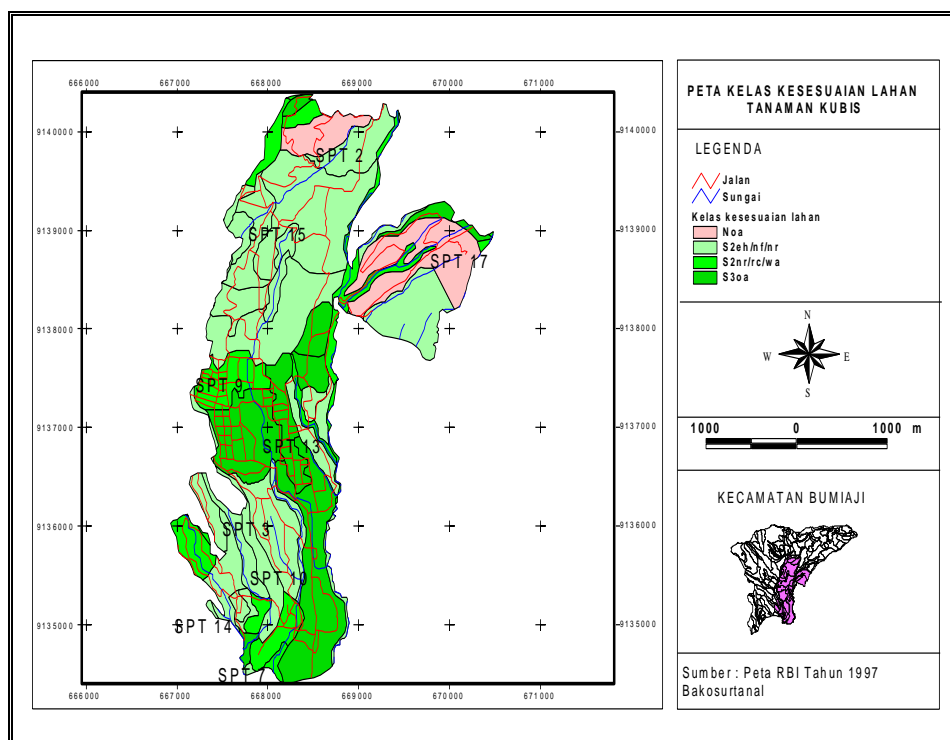 666000 667000 668000 669000 670000 671000
9140000 9140000
9139000 9139000
9138000 9138000
9137000 9137000
9136000 9136000
9135000 9135000
666000 667000 668000 669000 670000 671000
SPT 2
SPT 15
SPT 17
SPT 9
SPT 13
SPT 3
SPT 10
SPT 14
SPT 7
PETA KELAS KESESUAIAN LAHAN
TANAMAN KUBIS
LEGENDA
Jalan
Sungai
Kelas kesesuaian lahan
Noa
S2eh/nf/nr
S2nr/rc/wa
S3oa
N
W E
S
1000 0 1000 m
KECAMATAN BUMIAJI
Sumber : Peta RBI Tahun 1997
Bakosurtanal